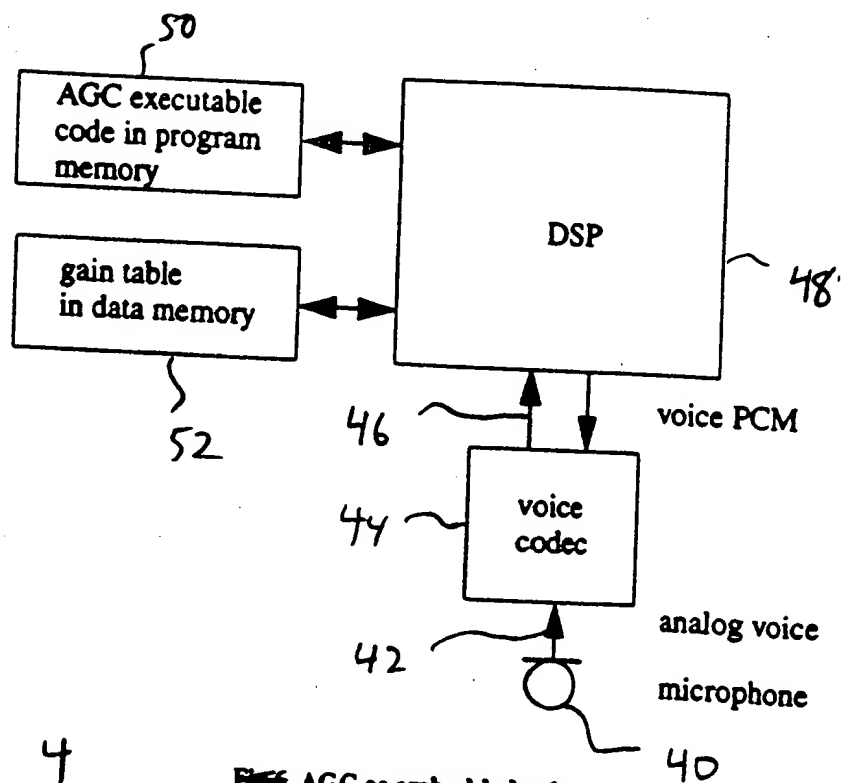 50
AGC executable
code in program
memory
DSP
48
gain table
in data memory
52
46
voice PCM
44
voice
codec
analog voice
42
microphone
40
4
AGC as embedded